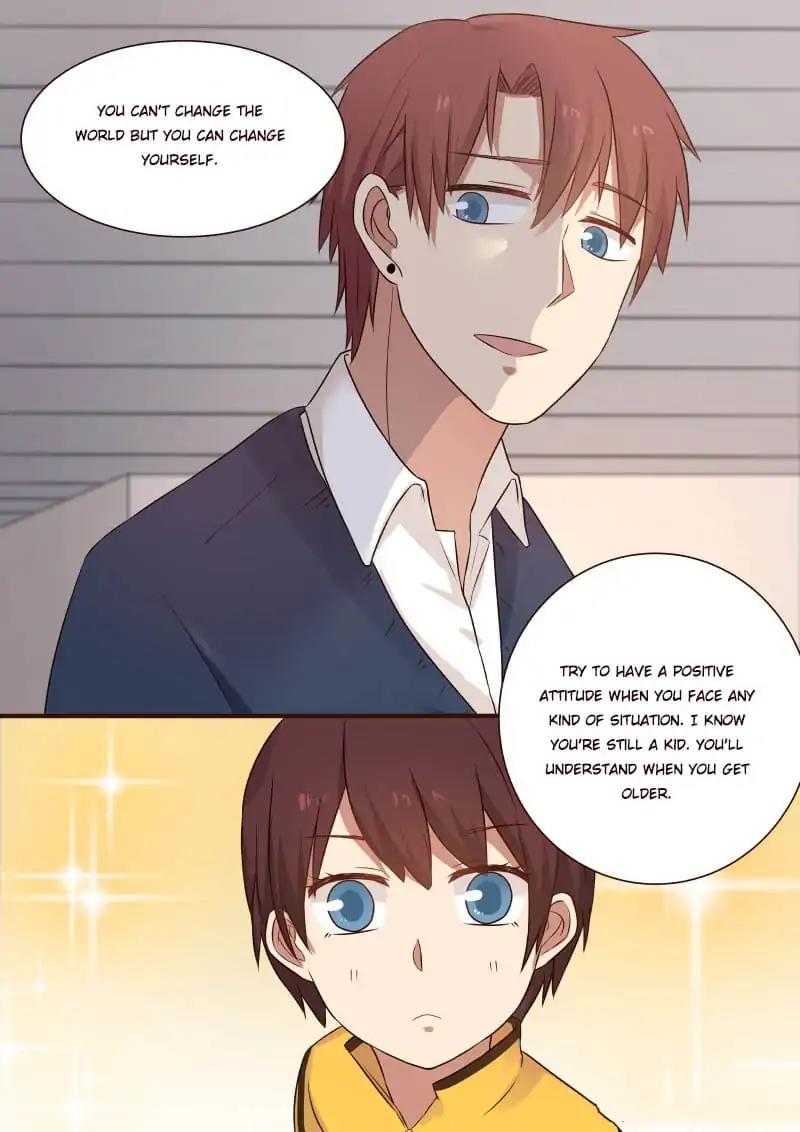 YOU CAN'T CHANGE THE
WORLD BUT YOU CAN CHANGE
YOURSELF.
TRY TO HAVE A POSITIVE
ATTITUDE WHEN YOU FACE ANY
KIND OF SITUATION. I KNOW
YOU'RE STILL A KID. YOU'LL
UNDERSTAND WHEN YOU GET
OLDER.